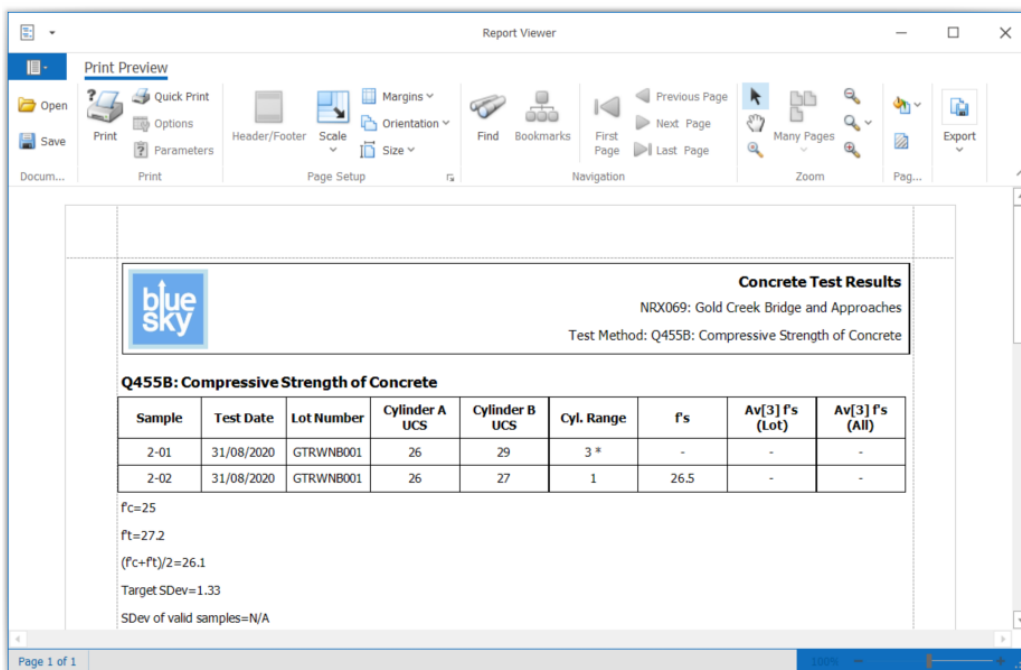 Report Viewer
Print Preview
Open
Save
Docum...
Print
Quick Print
Options
Parameters
Print
Header/Footer
Scale
Margins
Orientation
Size
Page Setup
Find
Bookmarks
First
Page
Previous Page
Next Page
Last Page
Navigation
Many Pages
Zoom
Pag...
Export
blue
sky
Concrete Test Results
NRX069: Gold Creek Bridge and Approaches
Test Method: Q455B: Compressive Strength of Concrete
Q455B: Compressive Strength of Concrete
Sample Test Date Lot Number Cylinder A UCS Cylinder B UCS Cyl. Range f's Av[3] f's (Lot) Av[3] f's (All)
2-01 31/08/2020 GTRWNB001 26 29 3 * - - -
2-02 31/08/2020 GTRWNB001 26 27 1 26.5 - -
f'c=25
f't=27.2
(f'c+f't)/2=26.1
Target SDev=1.33
SDev of valid samples=N/A
Page 1 of 1
100%